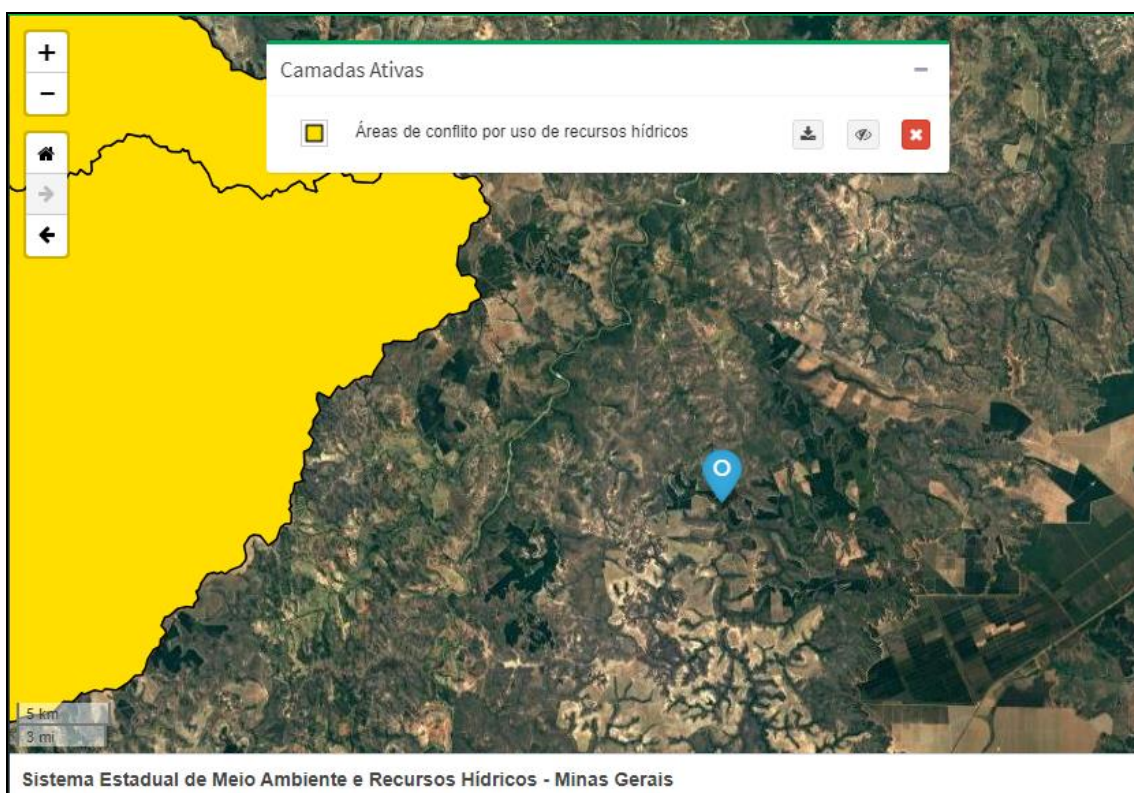 +
Camadas Ativas
−
−
Áreas de conflito por uso de recursos hídricos
5 km
3 mi
Sistema Estadual de Meio Ambiente e Recursos Hídricos - Minas Gerais